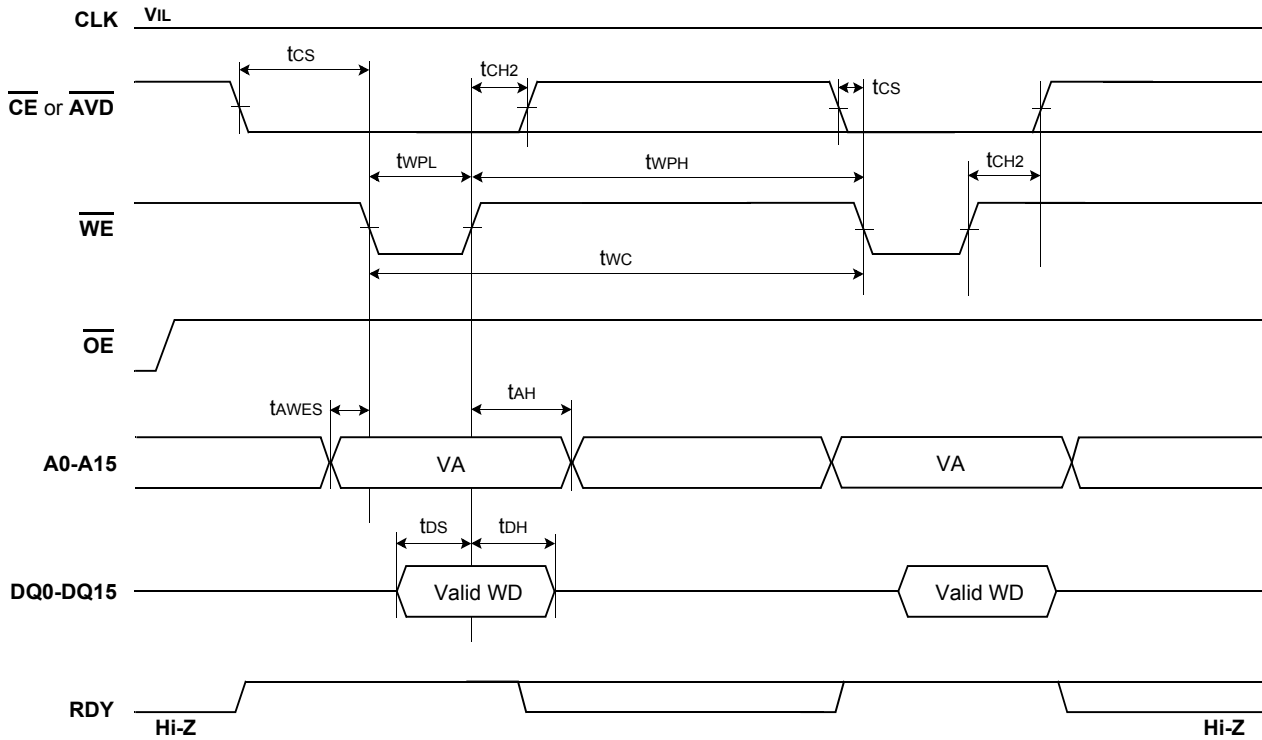 CLK VIL
tCS tCH2 tCS
CE or AVD
tWPL tWPH tCH2
WE
tWC
OE
tAWES tAH
A0-A15 VA VA
tDS tDH
DQ0-DQ15 Valid WD Valid WD
RDY
Hi-Z Hi-Z